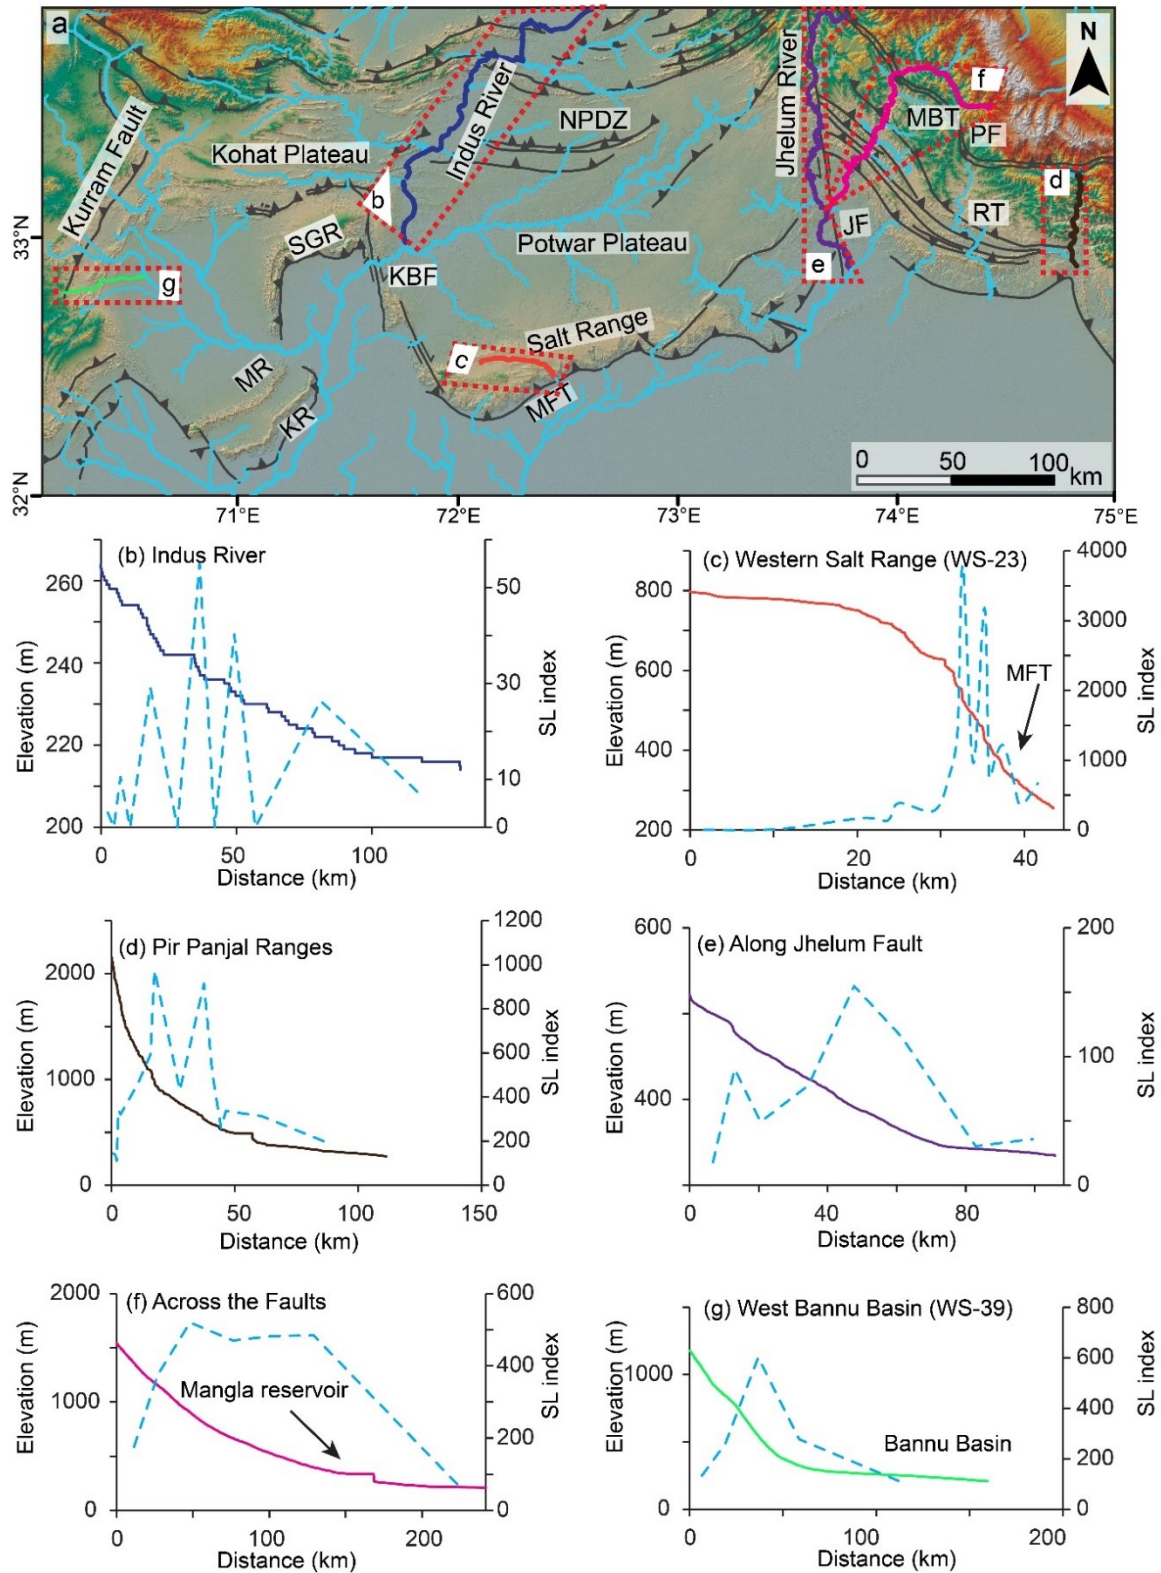 a
N
Kurram Fault
Kohat Plateau
Indus River
NPDZ
Jhelum River
f
MBT
PF
b
d
33°N
SGR
Potwar Plateau
JF
RT
g
KBF
e
c
Salt Range
MR
KR
MFT
0 50 100 km
32°N
71°E 72°E 73°E 74°E 75°E
(b) Indus River
260
240
220
200
Elevation (m)
50
30
10
0
SL index
0 50 100
Distance (km)
(c) Western Salt Range (WS-23)
800
600
400
200
Elevation (m)
4000
3000
2000
1000
0
SL index
MFT
0 20 40
Distance (km)
(d) Pir Panjal Ranges
2000
1000
0
Elevation (m)
1200
1000
800
600
400
200
0
SL index
0 50 100 150
Distance (km)
(e) Along Jhelum Fault
600
400
Elevation (m)
200
100
0
SL index
0 40 80
Distance (km)
(f) Across the Faults
2000
1000
0
Elevation (m)
600
400
200
0
SL index
Mangla reservoir
0 100 200
Distance (km)
(g) West Bannu Basin (WS-39)
1000
0
Elevation (m)
800
600
400
200
0
SL index
Bannu Basin
0 100 200
Distance (km)